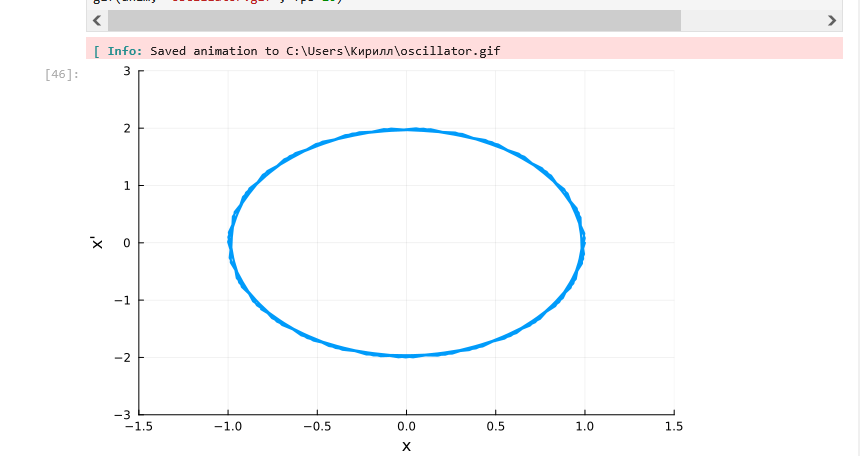 [ Info: Saved animation to C:\Users\Кирилл\oscillator.gif
[46]:
3
2
1
0
−1
−2
−3
x'
−1.5 −1.0 −0.5 0.0 0.5 1.0 1.5
x